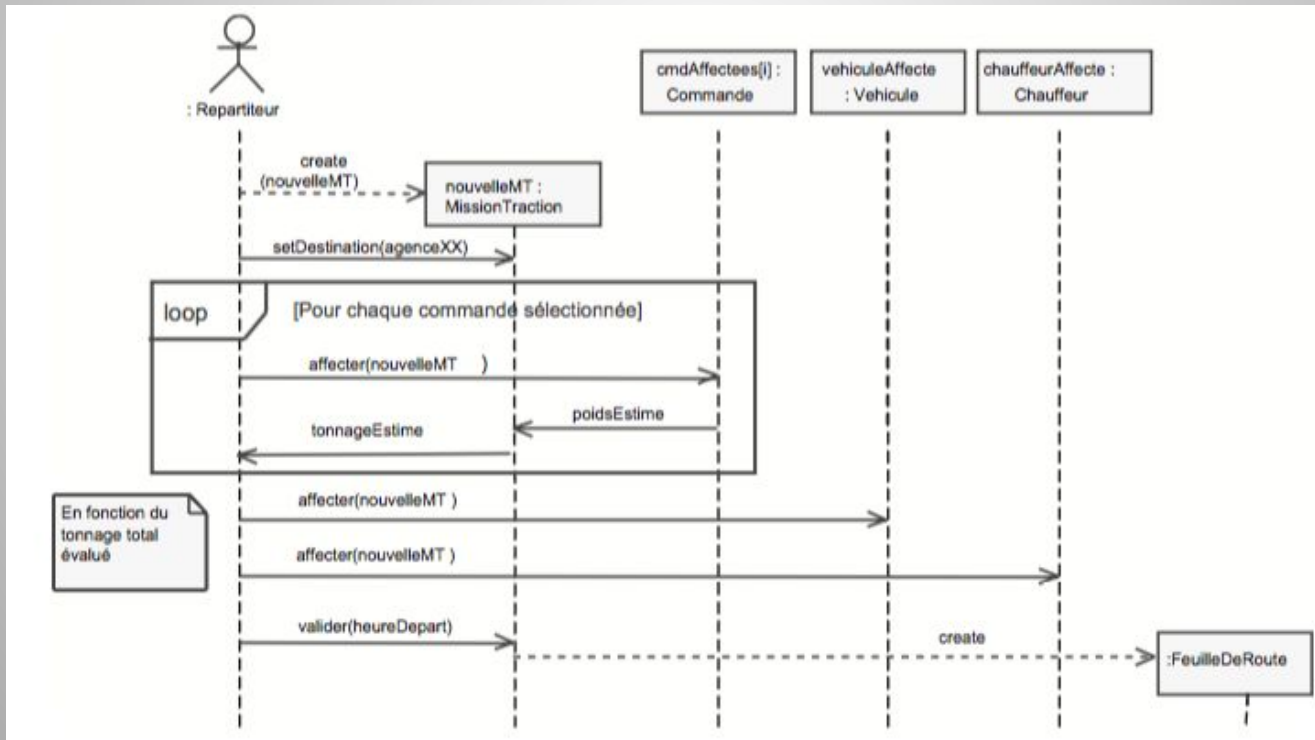 cmdAffectees[i] :
Commande
vehiculeAffecte
: Vehicule
chauffeurAffecte :
Chauffeur
: Repartiteur
create
(nouvelleMT)
nouvelleMT :
MissionTraction
setDestination(agenceXX)
loop
[Pour chaque commande sélectionnée]
affecter(nouvelleMT )
poidsEstime
tonnageEstime
En fonction du
tonnage total
évalué
affecter(nouvelleMT )
affecter(nouvelleMT )
valider(heureDepart)
create
:FeuilleDeRoute